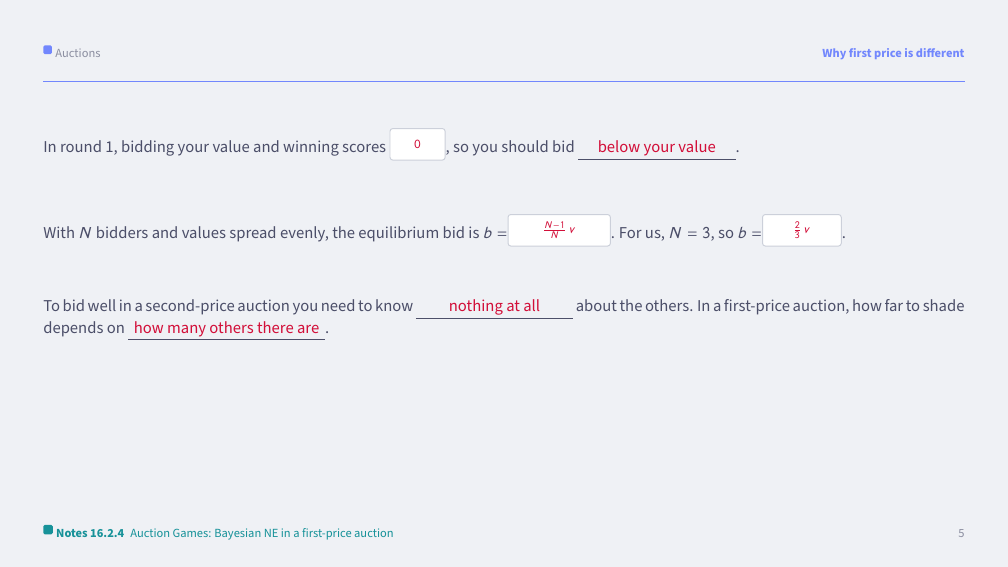 Auctions
Why first price is different
In round 1, bidding your value and winning scores 0, so you should bid below your value.
With N bidders and values spread evenly, the equilibrium bid is b = N−1/N v. For us, N = 3, so b = 2/3 v.
To bid well in a second-price auction you need to know nothing at all about the others. In a first-price auction, how far to shade
depends on how many others there are.
Notes 16.2.4 Auction Games: Bayesian NE in a first-price auction
5